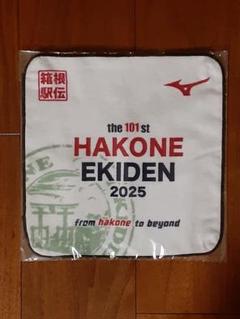 箱根
駅伝
the 101st
HAKONE
EKIDEN
2025
from hakone to beyond